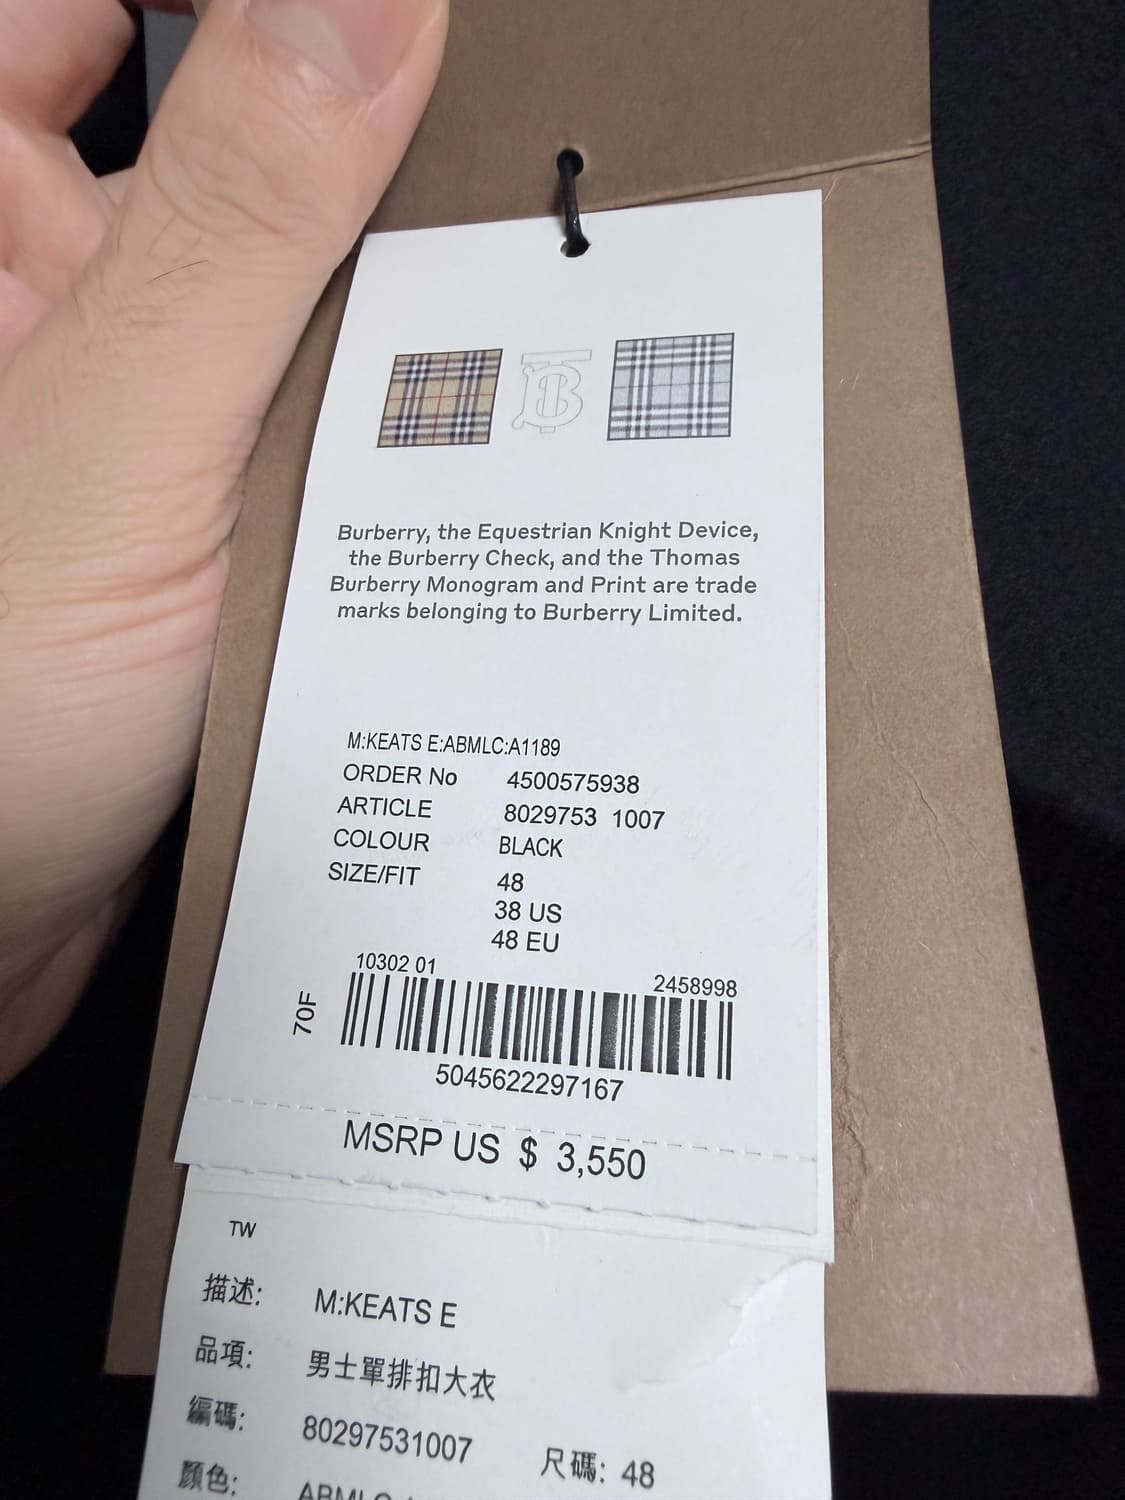 Burberry, the Equestrian Knight Device,
the Burberry Check, and the Thomas
Burberry Monogram and Print are trade
marks belonging to Burberry Limited.
M:KEATS E:ABMLC:A1189
ORDER No 4500575938
ARTICLE 8029753 1007
COLOUR BLACK
SIZE/FIT 48
38 US
48 EU
10302 01 2458998
70F
5045622297167
MSRP US $ 3,550
TW
描述: M:KEATS E
品項: 男士單排扣大衣
編碼: 80297531007 尺碼: 48
顏色: